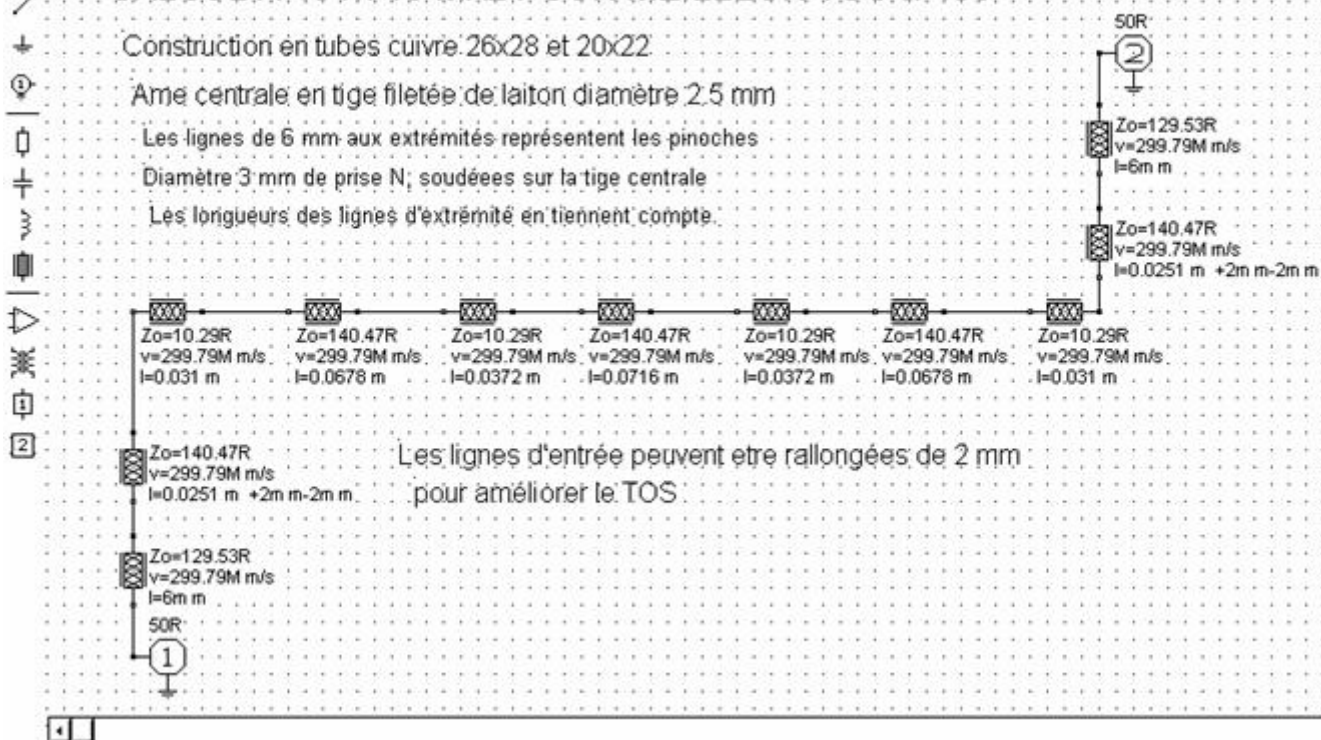 Construction en tubes cuivre 26x28 et 20x22
Ame centrale en tige filetée de laiton diamètre 2.5 mm
Les lignes de 6 mm aux extrémités représentent les pinoches
Diamètre 3 mm de prise N, soudéees sur la tige centrale
Les longueurs des lignes d'extrémité en tiennent compte.
50R
2
Zo=129.53R
v=299.79M m/s
l=6m m
Zo=140.47R
v=299.79M m/s
l=0.0251 m +2m m-2m m
Zo=10.29R Zo=140.47R Zo=10.29R Zo=140.47R Zo=10.29R Zo=140.47R Zo=10.29R
v=299.79M m/s v=299.79M m/s v=299.79M m/s v=299.79M m/s v=299.79M m/s v=299.79M m/s v=299.79M m/s
l=0.031 m l=0.0678 m l=0.0372 m l=0.0716 m l=0.0372 m l=0.0678 m l=0.031 m
Zo=140.47R
v=299.79M m/s
l=0.0251 m +2m m-2m m
Les lignes d'entrée peuvent etre rallongées de 2 mm
pour améliorer le TOS
Zo=129.53R
v=299.79M m/s
l=6m m
50R
1
1
1
2